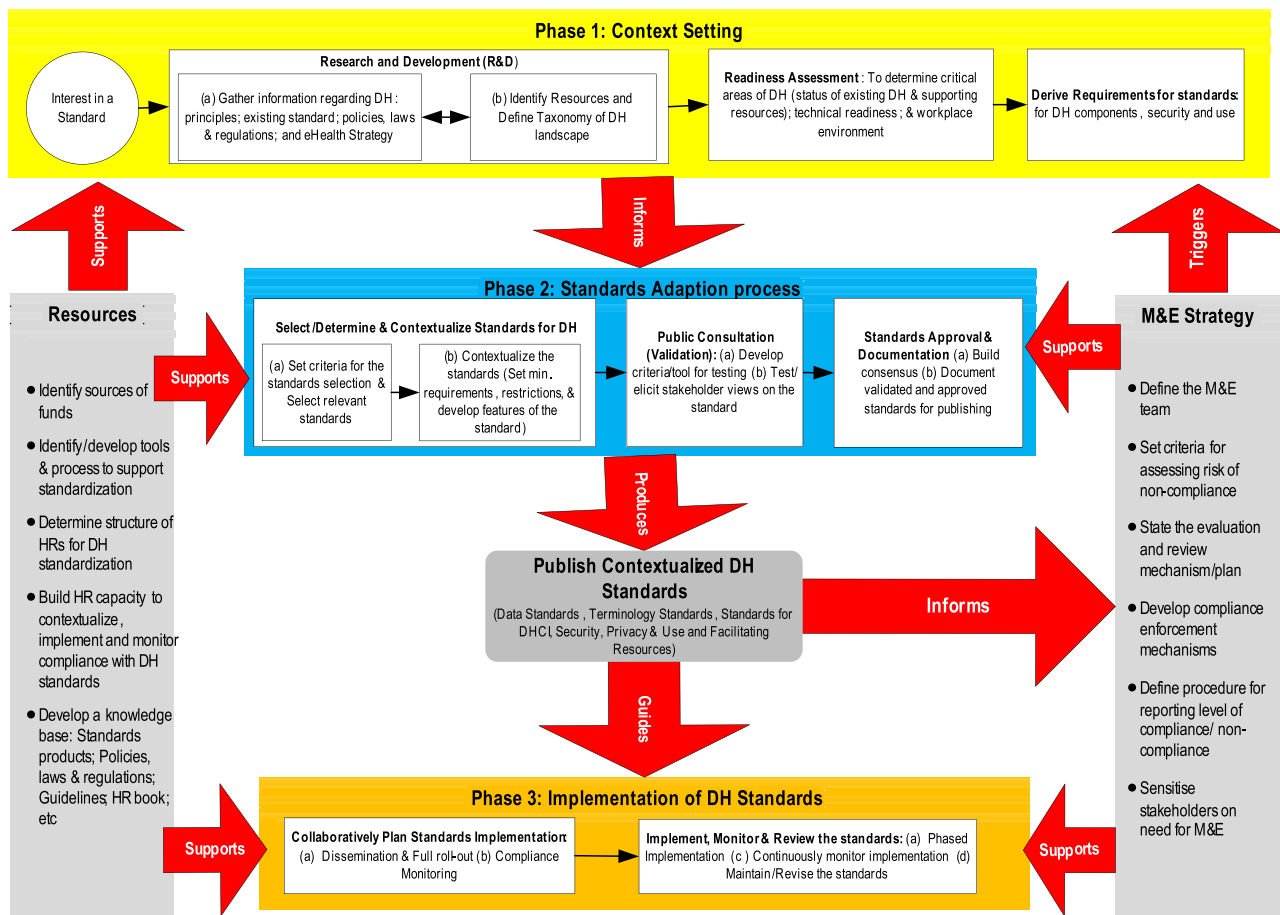 Phase 1: Context Setting
Interest in a
Standard
Research and Development (R&D)
(a) Gather information regarding DH :
principles; existing standard; policies, laws
& regulations; and eHealth Strategy
(b) Identify Resources and
Define Taxonomy of DH
landscape
Readiness Assessment : To determine critical
areas of DH (status of existing DH & supporting
resources); technical readiness; & workplace
environment
Derive Requirements for standards:
for DH components, security and use
Supports
Informs
Triggers
Phase 2: Standards Adaption process
Select/Determine & Contextualize Standards for DH
(a) Set criteria for the
standards selection &
Select relevant
standards
(b) Contextualize the
standards (Set min.
requirements, restrictions, &
develop features of the
standard)
Public Consultation
(Validation): (a) Develop
criteria/tool for testing (b) Test/
elicit stakeholder views on the
standard
Standards Approval &
Documentation (a) Build
consensus (b) Document
validated and approved
standards for publishing
Supports
Supports
Resources
• Identify sources of
funds
• Identify/develop tools
& process to support
standardization
• Determine structure of
HRs for DH
standardization
• Build HR capacity to
contextualize,
implement and monitor
compliance with DH
standards
• Develop a knowledge
base: Standards
products; Policies,
laws & regulations;
Guidelines; HR book;
etc
M&E Strategy
• Define the M&E
team
• Set criteria for
assessing risk of
non-compliance
• State the evaluation
and review
mechanism/plan
• Develop compliance
enforcement
mechanisms
• Define procedure for
reporting level of
compliance/ non-
compliance
• Sensitise
stakeholders on
need for M&E
Produces
Publish Contextualized DH
Standards
(Data Standards, Terminology Standards, Standards for
DHCI, Security, Privacy & Use and Facilitating
Resources)
Informs
Guides
Phase 3: Implementation of DH Standards
Collaboratively Plan Standards Implementation:
(a) Dissemination & Full roll-out (b) Compliance
Monitoring
Implement, Monitor & Review the standards: (a) Phased
Implementation (c) Continuously monitor implementation (d)
Maintain/Revise the standards
Supports
Supports